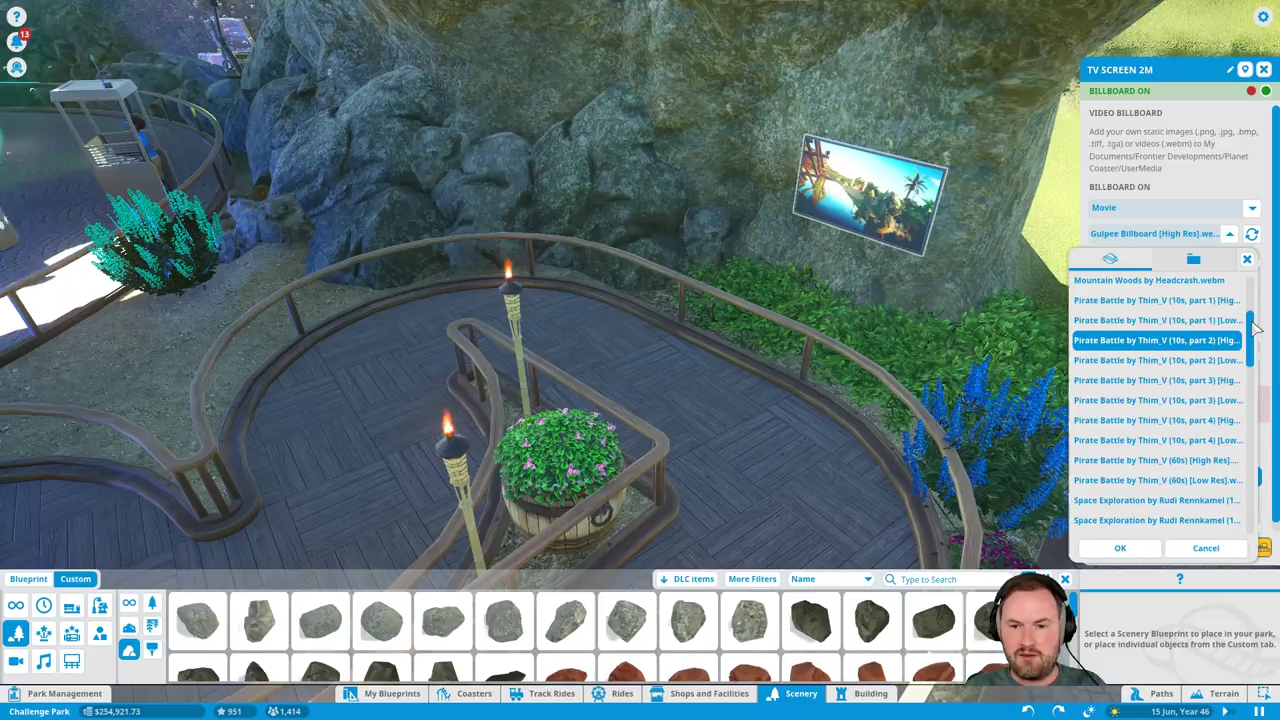 ?
13
TV SCREEN 2M
BILLBOARD ON
VIDEO BILLBOARD
Add your own static images (.png, .jpg, .bmp,
.tiff, .tga) or videos (.webm) to My
Documents/Frontier Developments/Planet
Coaster/UserMedia
BILLBOARD ON
Movie
Gulpee Billboard [High Res].we...
Mountain Woods by Headcrash.webm
Pirate Battle by Thim_V (10s, part 1) [Hig...
Pirate Battle by Thim_V (10s, part 1) [Low...
Pirate Battle by Thim_V (10s, part 2) [Hig...
Pirate Battle by Thim_V (10s, part 2) [Low...
Pirate Battle by Thim_V (10s, part 3) [Hig...
Pirate Battle by Thim_V (10s, part 3) [Low...
Pirate Battle by Thim_V (10s, part 4) [Hig...
Pirate Battle by Thim_V (10s, part 4) [Low...
Pirate Battle by Thim_V (60s) [High Res]....
Pirate Battle by Thim_V (60s) [Low Res].w...
Space Exploration by Rudi Rennkamel (1...
Space Exploration by Rudi Rennkamel (1...
OK Cancel
Blueprint Custom DLC items More Filters Name Type to Search ?
Select a Scenery Blueprint to place in your park,
or place individual objects from the Custom tab.
Park Management My Blueprints Coasters Track Rides Rides Shops and Facilities Scenery Building Paths Terrain
Challenge Park $254,921.73 951 1,414 15 Jun, Year 46